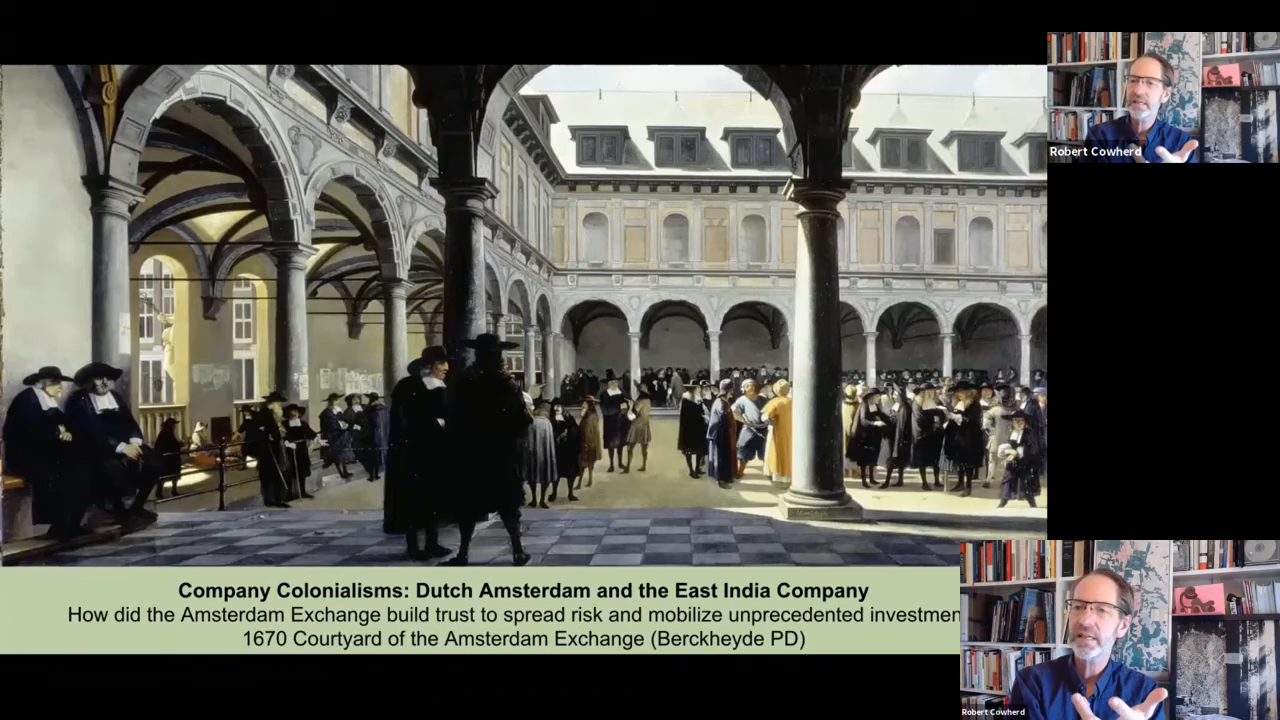 Robert Cowherd
Company Colonialisms: Dutch Amsterdam and the East India Company
How did the Amsterdam Exchange build trust to spread risk and mobilize unprecedented investmen
1670 Courtyard of the Amsterdam Exchange (Berckheyde PD)
Robert Cowherd